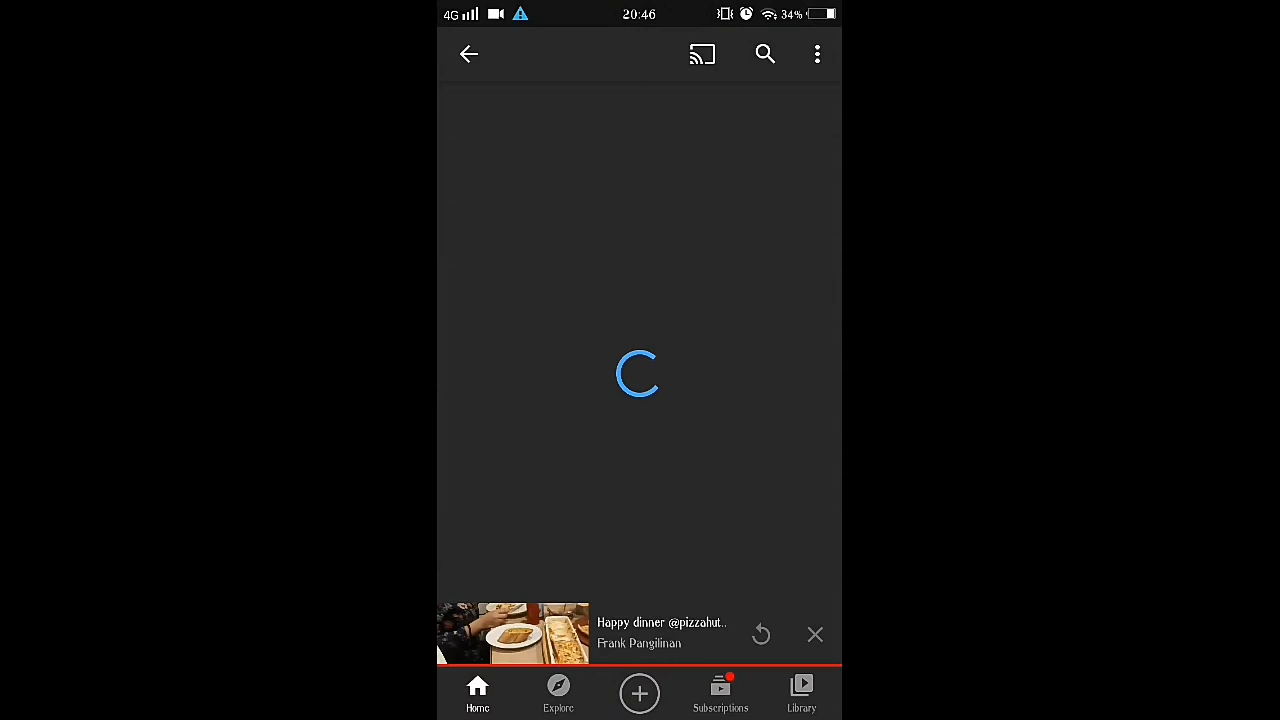 4G 20:46 34%
Happy dinner @pizzahut..
Frank Pangilinan
Home Explore Subscriptions Library